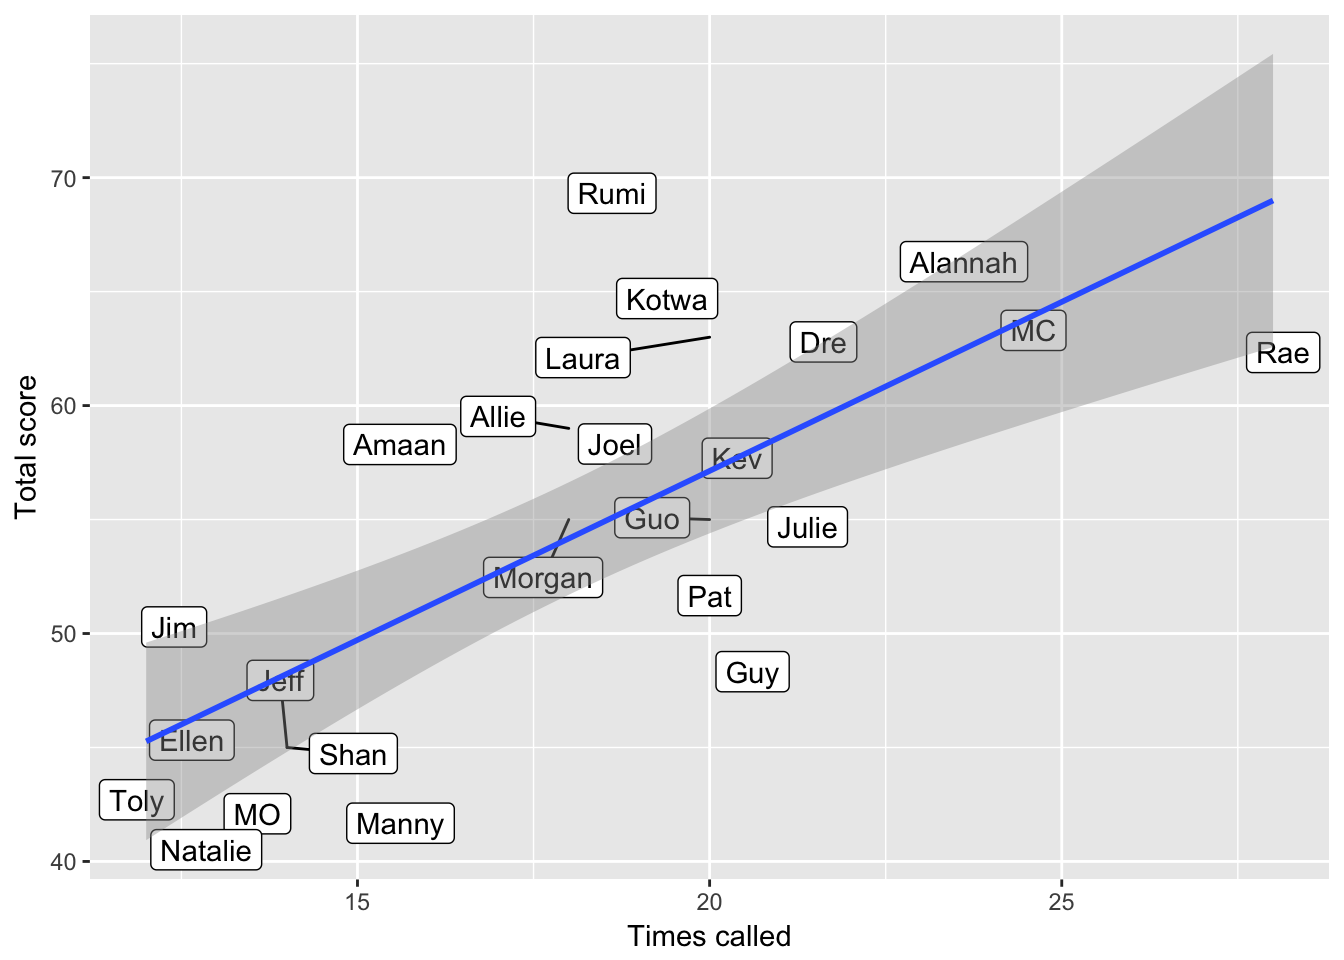 70
60
50
40
Total score
Rumi
Alannah
Kotwa
MC
Dre
Rae
Laura
Allie
Joel
Amaan
Kev
Guo
Julie
Morgan
Pat
Jim
Guy
Jeff
Ellen
Shan
Toly
MO
Manny
Natalie
15
20
25
Times called